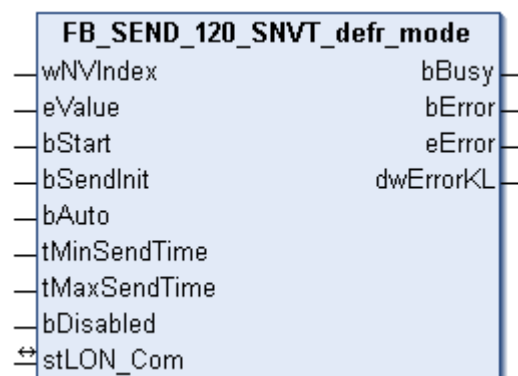 FB_SEND_120_SNVT_defr_mode
wNVIndex bBusy
eValue bError
bStart eError
bSendInit dwErrorKL
bAuto
tMinSendTime
tMaxSendTime
bDisabled
stLON_Com